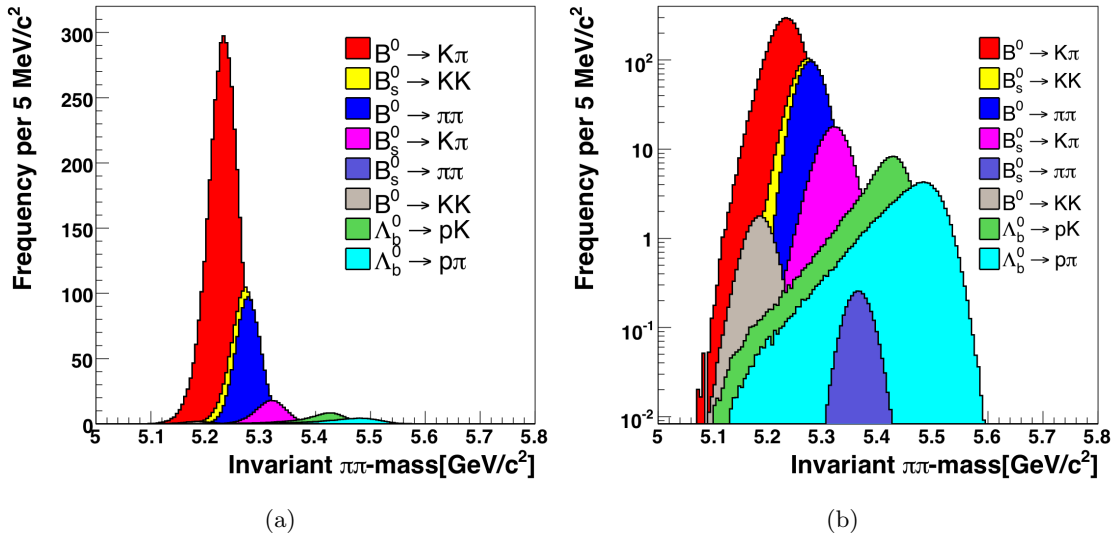 Frequency per 5 MeV/c²
300
250
200
150
100
50
0
5 5.1 5.2 5.3 5.4 5.5 5.6 5.7 5.8
Invariant ππ-mass[GeV/c²]
B⁰ → Kπ
B⁰ₛ → KK
B⁰ → ππ
B⁰ₛ → Kπ
B⁰ₛ → ππ
B⁰ → KK
Λ⁰_b → pK
Λ⁰_b → pπ
(a)
Frequency per 5 MeV/c²
10²
10
1
10⁻¹
10⁻²
5 5.1 5.2 5.3 5.4 5.5 5.6 5.7 5.8
Invariant ππ-mass[GeV/c²]
B⁰ → Kπ
B⁰ₛ → KK
B⁰ → ππ
B⁰ₛ → Kπ
B⁰ₛ → ππ
B⁰ → KK
Λ⁰_b → pK
Λ⁰_b → pπ
(b)